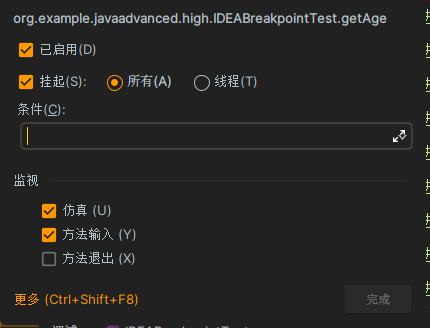 org.example.javaadvanced.high.IDEABreakpointTest.getAge
已启用(D)
挂起(S): 所有(A) 线程(T)
条件(C):
监视
仿真 (U)
方法输入 (Y)
方法退出 (X)
更多 (Ctrl+Shift+F8) 完成